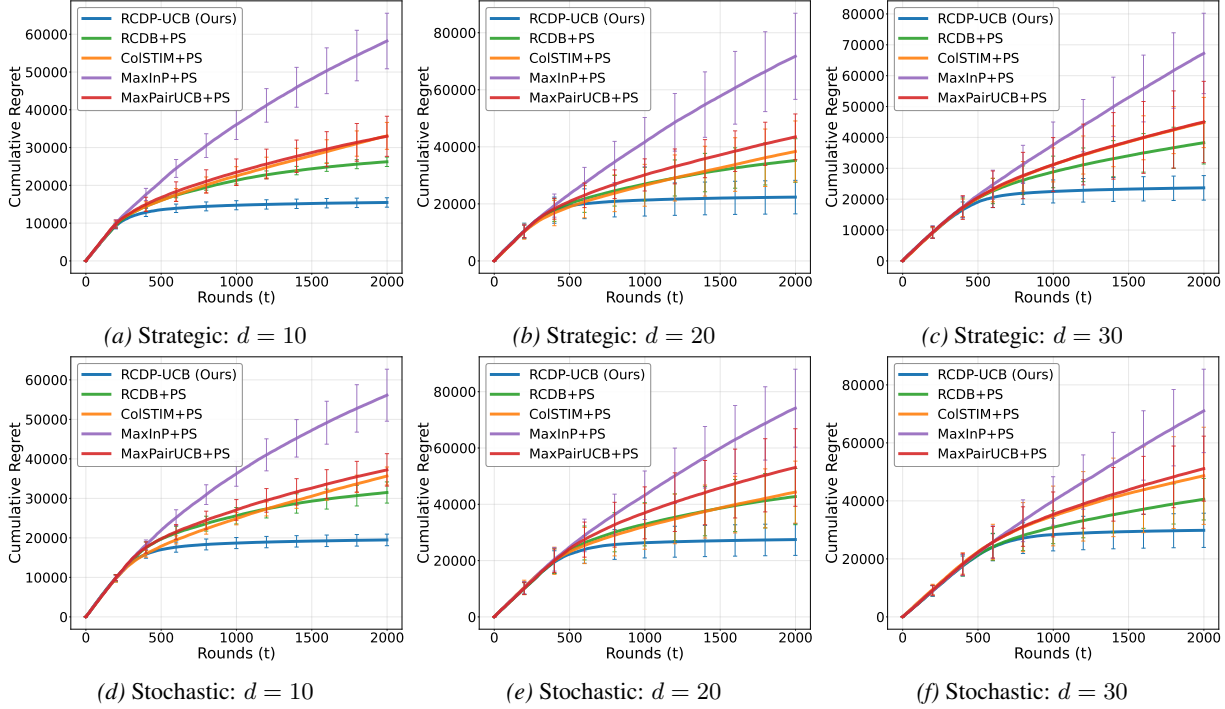 RCDP-UCB (Ours)
RCDB+PS
ColSTIM+PS
MaxInP+PS
MaxPairUCB+PS
Cumulative Regret
60000
50000
40000
30000
20000
10000
0
0 500 1000 1500 2000
Rounds (t)
(a) Strategic: d = 10
RCDP-UCB (Ours)
RCDB+PS
ColSTIM+PS
MaxInP+PS
MaxPairUCB+PS
Cumulative Regret
80000
60000
40000
20000
0
0 500 1000 1500 2000
Rounds (t)
(b) Strategic: d = 20
RCDP-UCB (Ours)
RCDB+PS
ColSTIM+PS
MaxInP+PS
MaxPairUCB+PS
Cumulative Regret
80000
70000
60000
50000
40000
30000
20000
10000
0
0 500 1000 1500 2000
Rounds (t)
(c) Strategic: d = 30
RCDP-UCB (Ours)
RCDB+PS
ColSTIM+PS
MaxInP+PS
MaxPairUCB+PS
Cumulative Regret
60000
50000
40000
30000
20000
10000
0
0 500 1000 1500 2000
Rounds (t)
(d) Stochastic: d = 10
RCDP-UCB (Ours)
RCDB+PS
ColSTIM+PS
MaxInP+PS
MaxPairUCB+PS
Cumulative Regret
80000
60000
40000
20000
0
0 500 1000 1500 2000
Rounds (t)
(e) Stochastic: d = 20
RCDP-UCB (Ours)
RCDB+PS
ColSTIM+PS
MaxInP+PS
MaxPairUCB+PS
Cumulative Regret
80000
60000
40000
20000
0
0 500 1000 1500 2000
Rounds (t)
(f) Stochastic: d = 30